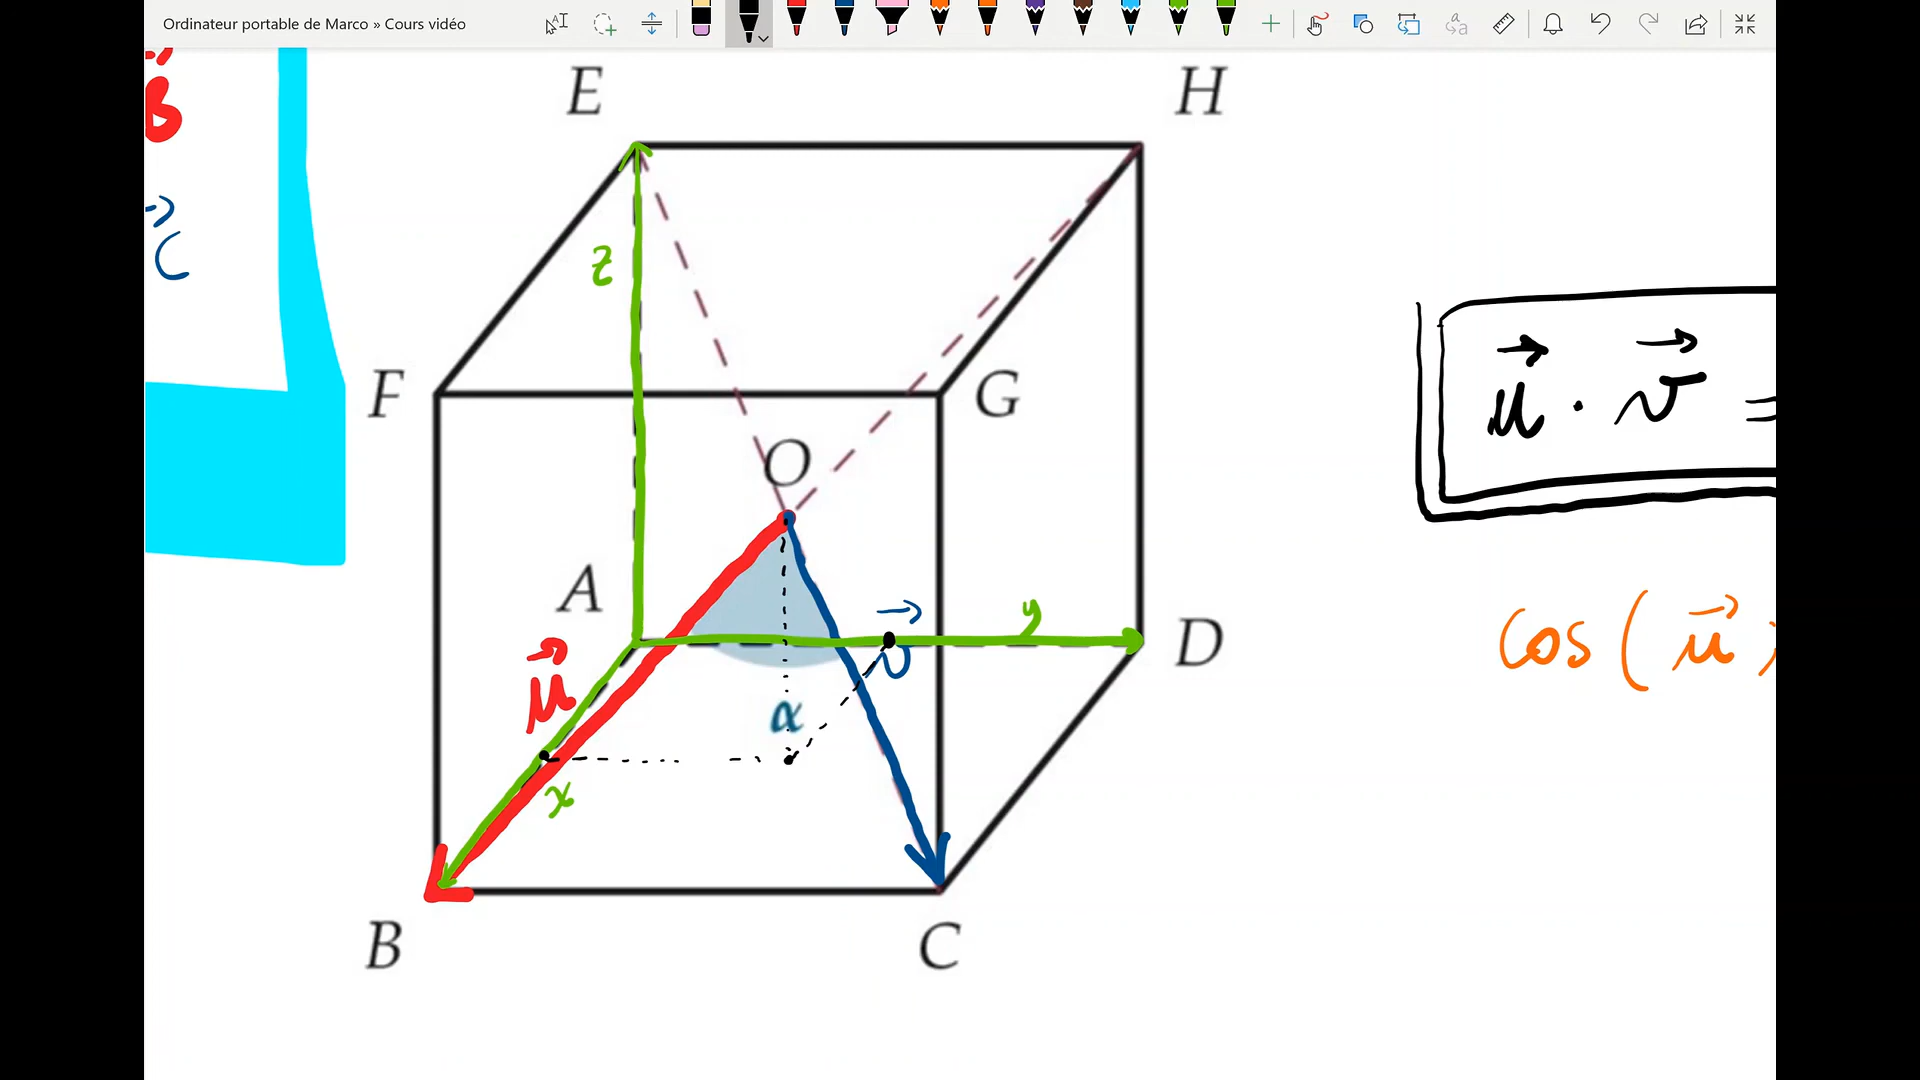 Ordinateur portable de Marco » Cours vidéo
E H
B
z
C
F G
u · v =
O
A y
D
cos ( u
u v
α
x
B C